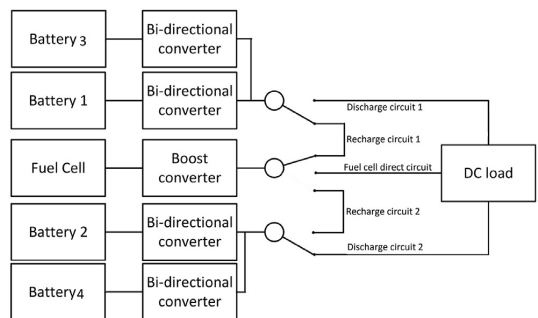 Battery 3
Bi-directional
converter
Battery 1
Bi-directional
converter
Discharge circuit 1
Recharge circuit 1
Fuel Cell
Boost
converter
Fuel cell direct circuit
DC load
Battery 2
Bi-directional
converter
Recharge circuit 2
Discharge circuit 2
Battery4
Bi-directional
converter